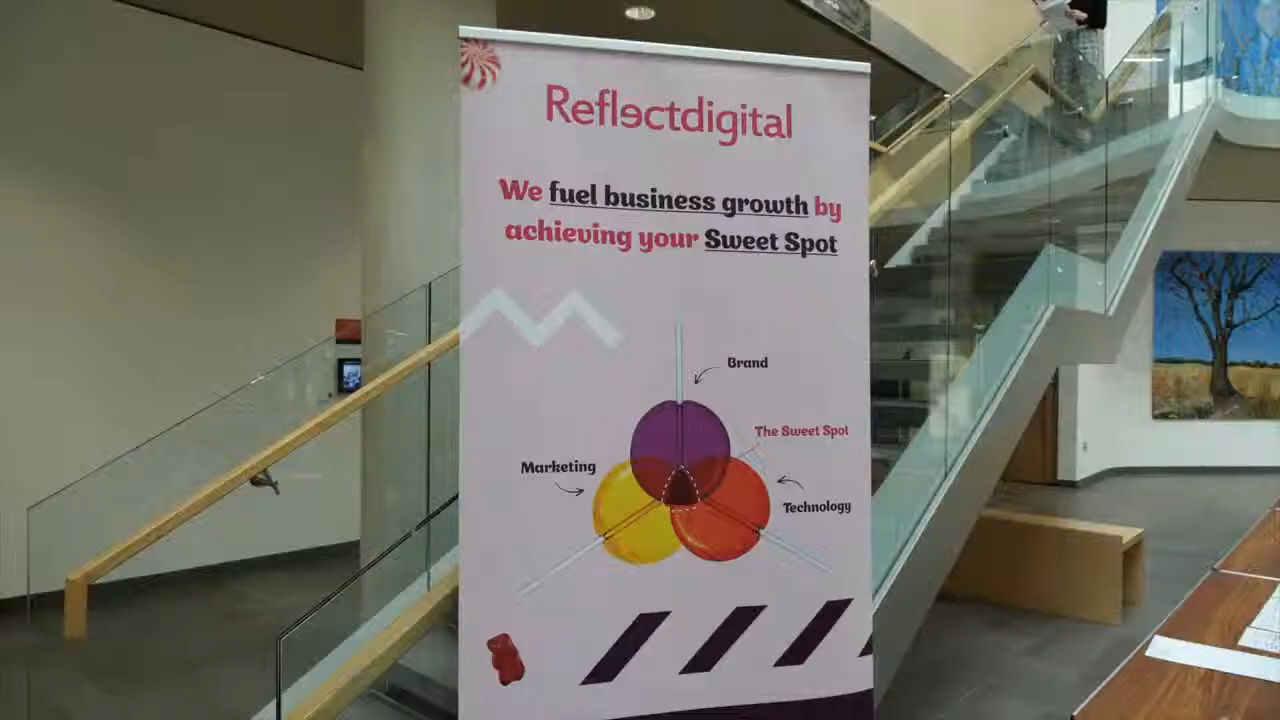 Reflectdigital
We fuel business growth by
achieving your Sweet Spot
Brand
The Sweet Spot
Marketing
Technology